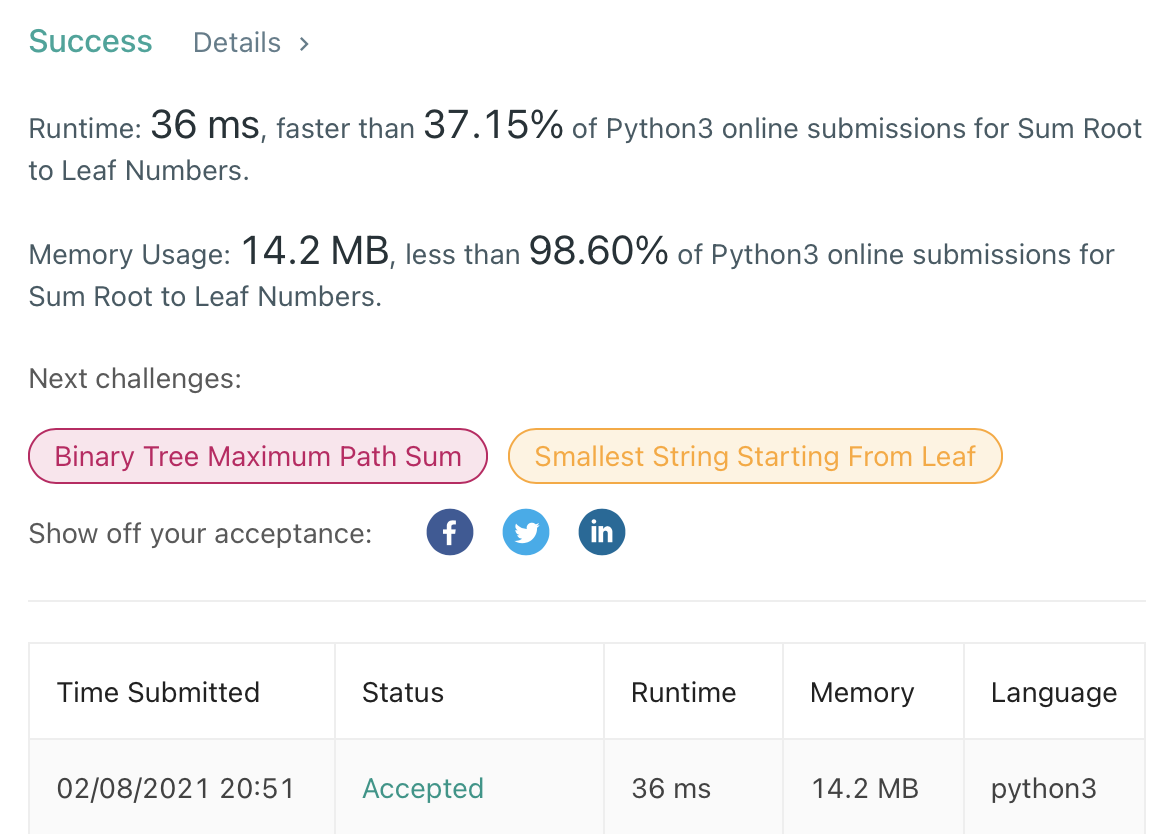 Success Details >
Runtime: 36 ms, faster than 37.15% of Python3 online submissions for Sum Root
to Leaf Numbers.
Memory Usage: 14.2 MB, less than 98.60% of Python3 online submissions for
Sum Root to Leaf Numbers.
Next challenges:
Binary Tree Maximum Path Sum Smallest String Starting From Leaf
Show off your acceptance: f in
Time Submitted Status Runtime Memory Language
02/08/2021 20:51 Accepted 36 ms 14.2 MB python3